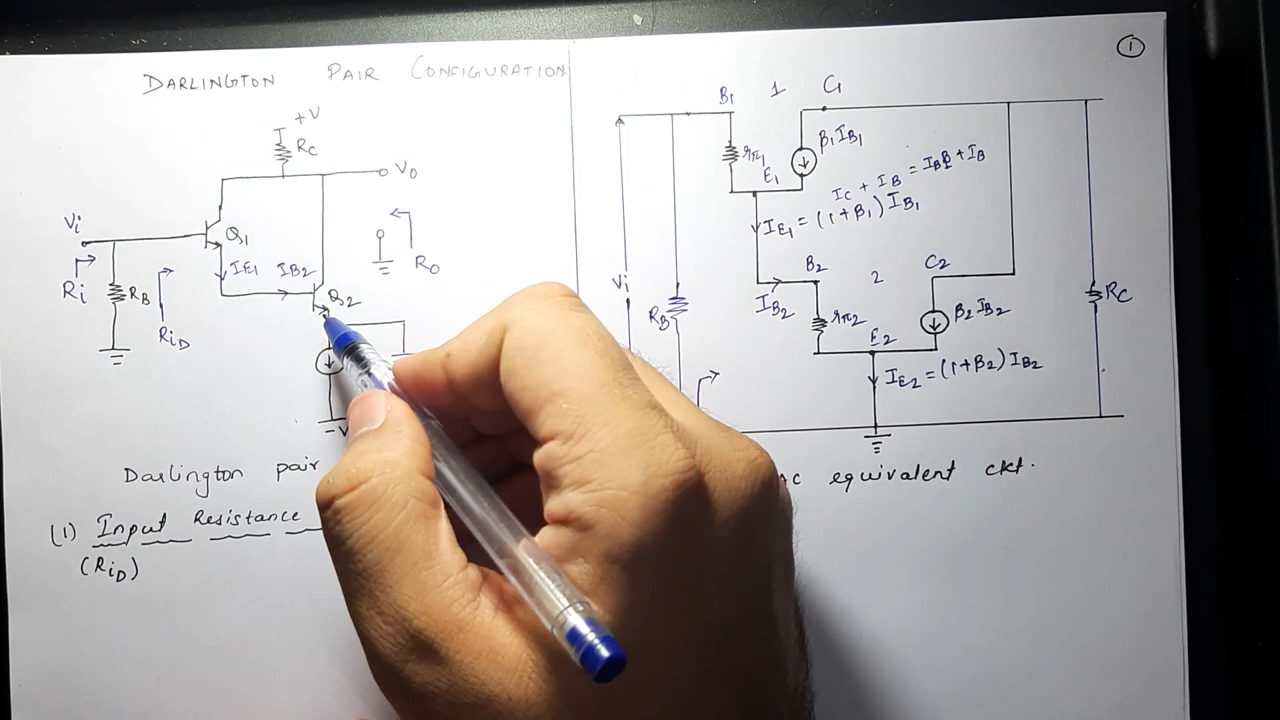 DARLINGTON PAIR CONFIGURATION
+V
RC
V0
Vi
Q1
Ri
RB
RiD
IE1
IB2
Q2
R0
-V
Darlington pair
(1) Input Resistance
(RiD)
1
B1 1 C1
rπ1
β1IB1
E1
IC + IB = IBβ + IB
IE1 = (1+β1) IB1
Vi
RB
B2 2 C2
IB2
rπ2
β2 IB2
E2
IE2 = (1+β2) IB2
RC
AC equivalent ckt.